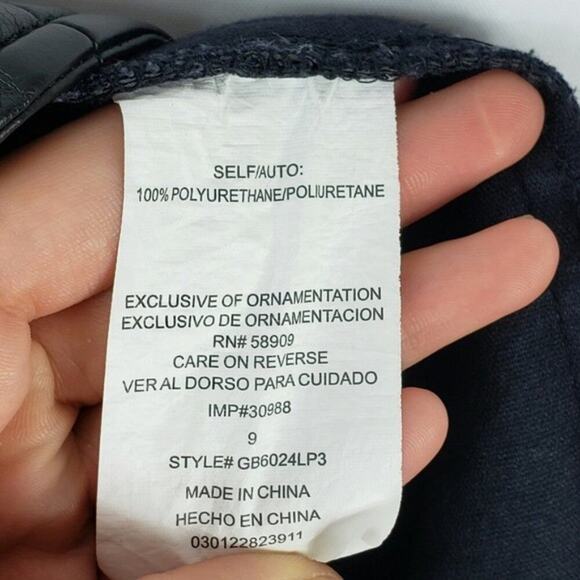 SELF/AUTO:
100% POLYURETHANE/POLIURETANE
EXCLUSIVE OF ORNAMENTATION
EXCLUSIVO DE ORNAMENTACION
RN# 58909
CARE ON REVERSE
VER AL DORSO PARA CUIDADO
IMP#30988
9
STYLE# GB6024LP3
MADE IN CHINA
HECHO EN CHINA
030122823911